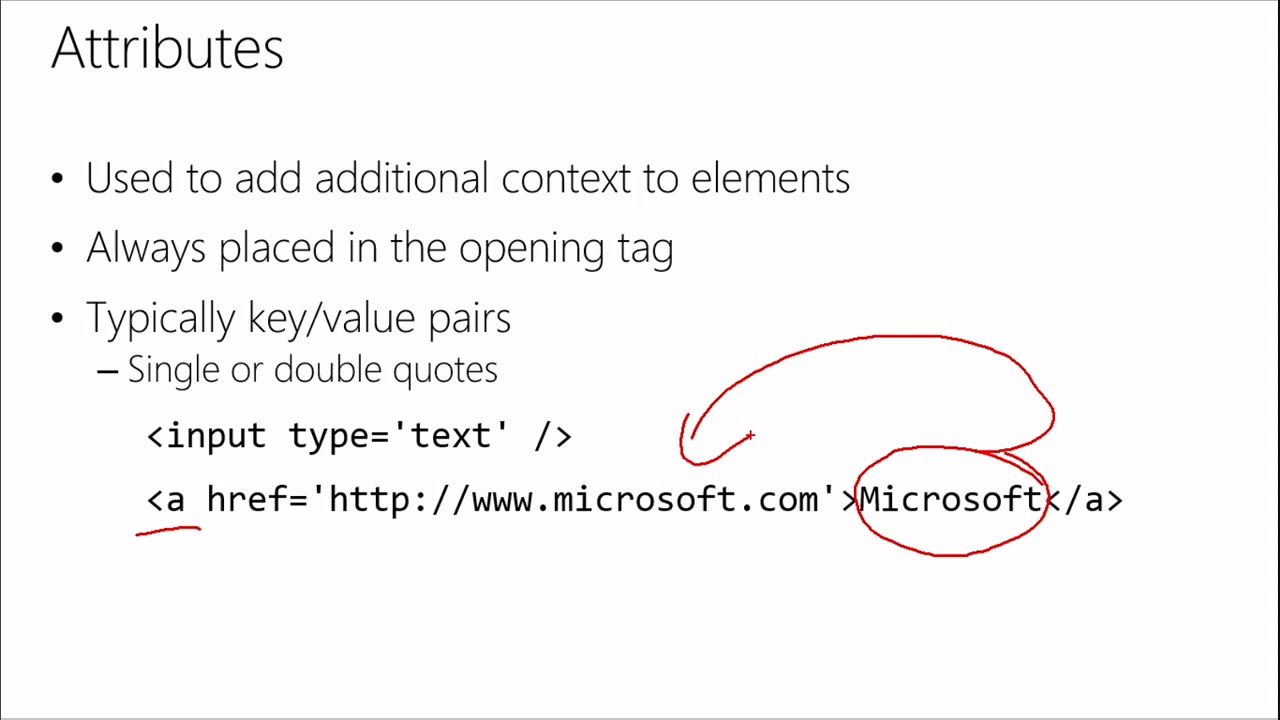 Attributes
• Used to add additional context to elements
• Always placed in the opening tag
• Typically key/value pairs
– Single or double quotes
<input type='text' />
<a href='http://www.microsoft.com'>Microsoft</a>